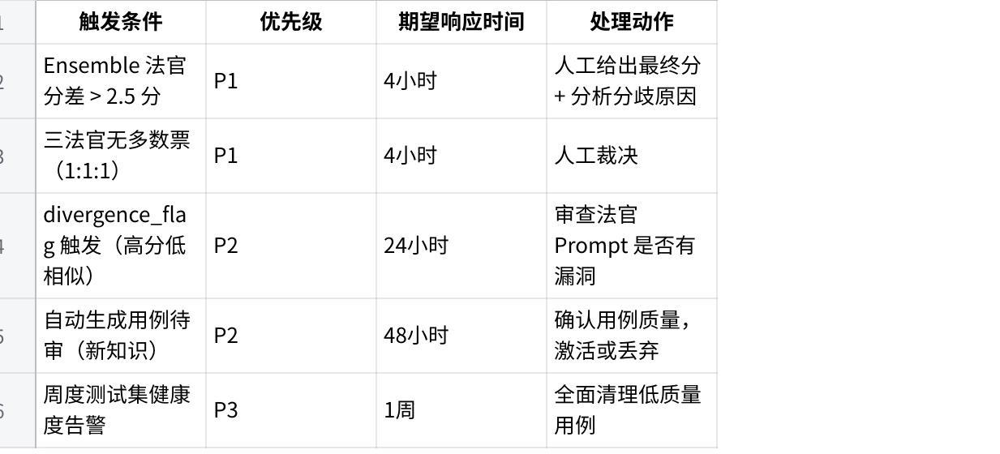 触发条件 优先级 期望响应时间 处理动作
Ensemble 法官
分差 > 2.5 分
P1
4小时
人工给出最终分
+ 分析分歧原因
三法官无多数票
（1:1:1）
P1
4小时
人工裁决
divergence_fla
g 触发（高分低
相似）
P2
24小时
审查法官
Prompt 是否有
漏洞
自动生成用例待
审（新知识）
P2
48小时
确认用例质量，
激活或丢弃
周度测试集健康
度告警
P3
1周
全面清理低质量
用例